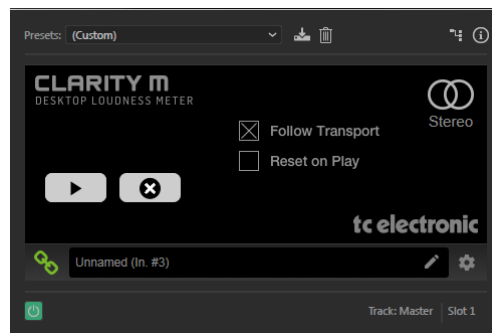 Presets: (Custom)
CLARITY M
DESKTOP LOUDNESS METER
Follow Transport
Stereo
Reset on Play
tc electronic
Unnamed (In. #3)
Track: Master Slot 1